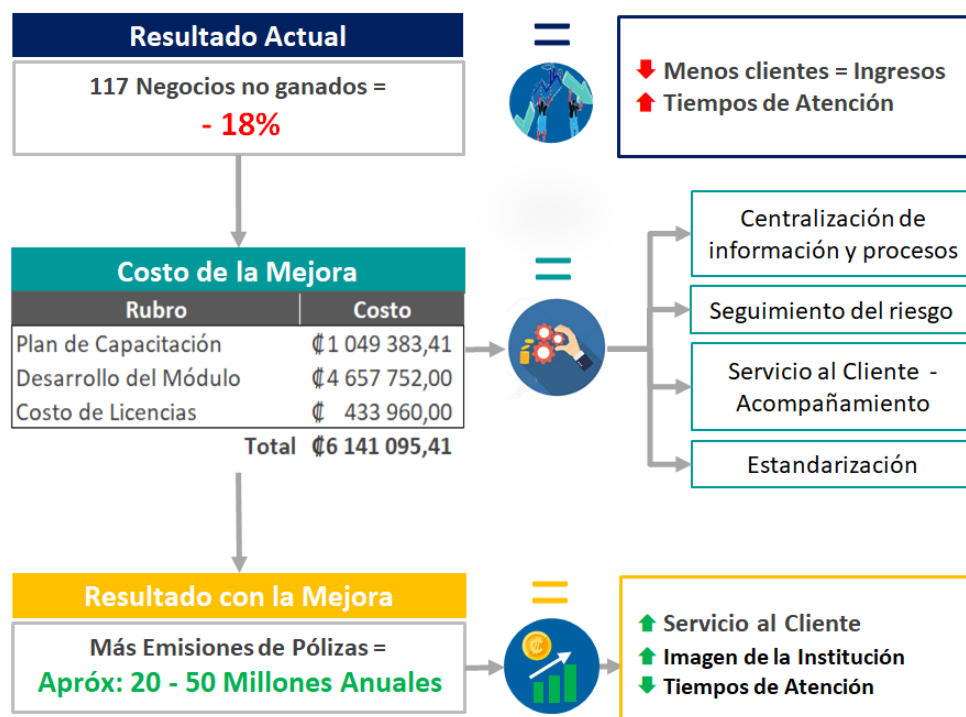 Resultado Actual
117 Negocios no ganados =
- 18%
=
Menos clientes = Ingresos
Tiempos de Atención
Costo de la Mejora
Rubro Costo
Plan de Capacitación ₡1 049 383,41
Desarrollo del Módulo ₡4 657 752,00
Costo de Licencias ₡ 433 960,00
Total ₡6 141 095,41
=
Centralización de
información y procesos
Seguimiento del riesgo
Servicio al Cliente -
Acompañamiento
Estandarización
Resultado con la Mejora
Más Emisiones de Pólizas =
Apróx: 20 - 50 Millones Anuales
=
₡
Servicio al Cliente
Imagen de la Institución
Tiempos de Atención